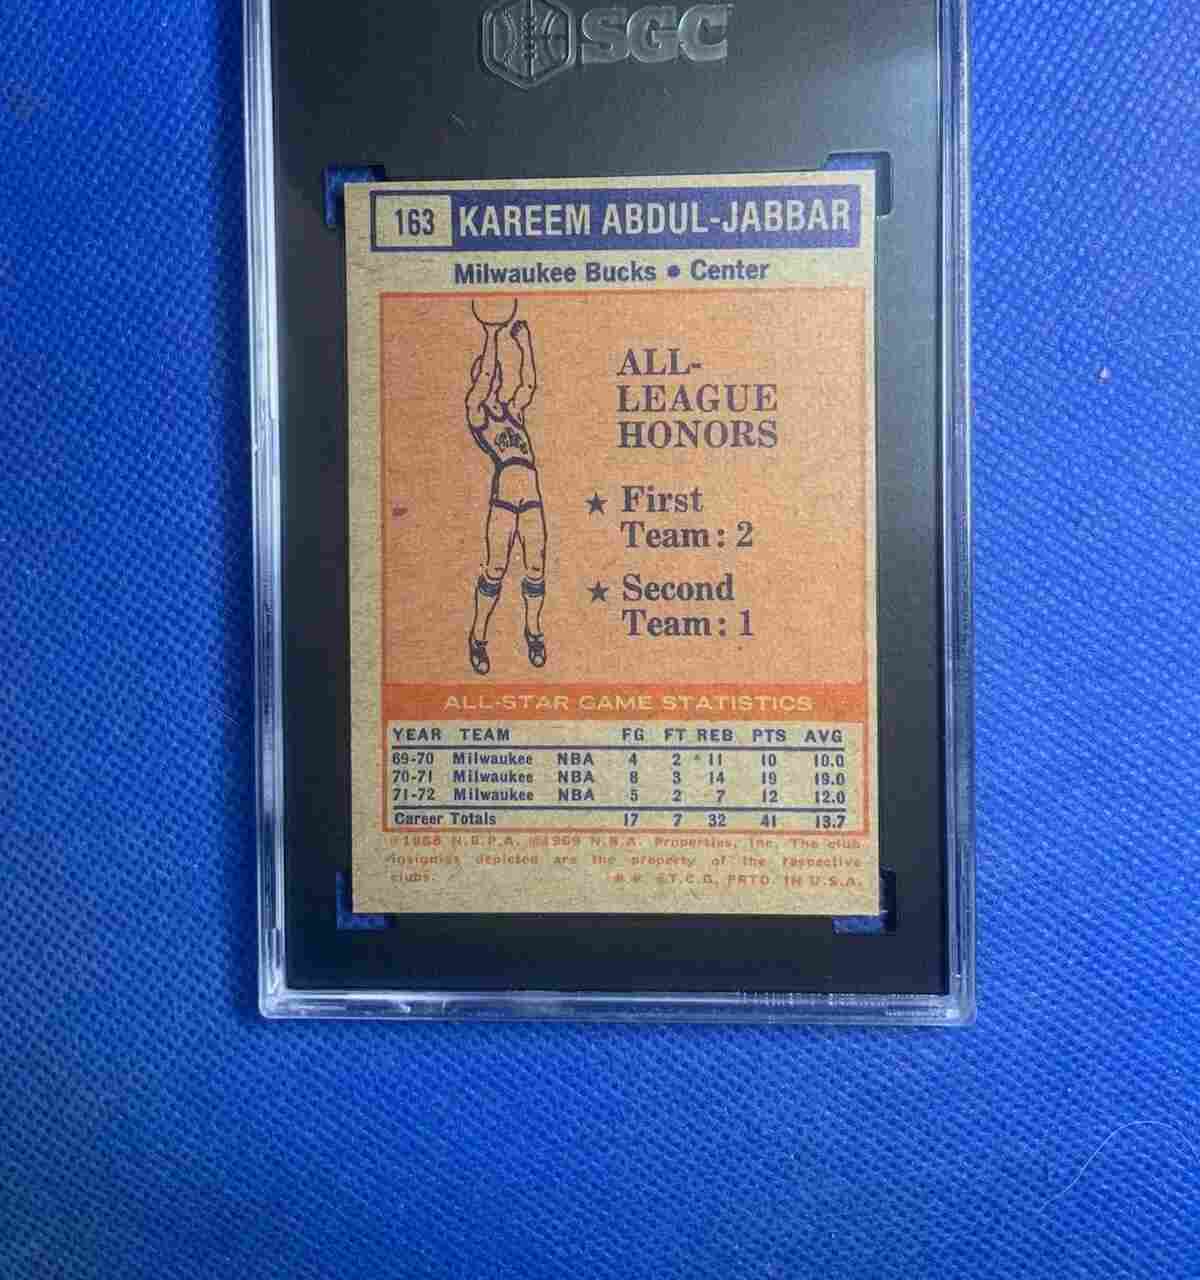 SGC
163 KAREEM ABDUL-JABBAR
Milwaukee Bucks • Center
ALL-
LEAGUE
HONORS
★ First
Team: 2
★ Second
Team: 1
ALL-STAR GAME STATISTICS
YEAR TEAM FG FT REB PTS AVG
69-70 Milwaukee NBA 4 2 11 10 10.0
70-71 Milwaukee NBA 8 3 14 19 19.0
71-72 Milwaukee NBA 5 2 7 12 12.0
Career Totals 17 7 32 41 13.7
©1968 N.B.P.A. ©1969 N.B.A. Properties, Inc. The club
insignias depicted are the property of the respective
clubs. ** ©T.C.G. PRTD. IN U.S.A.